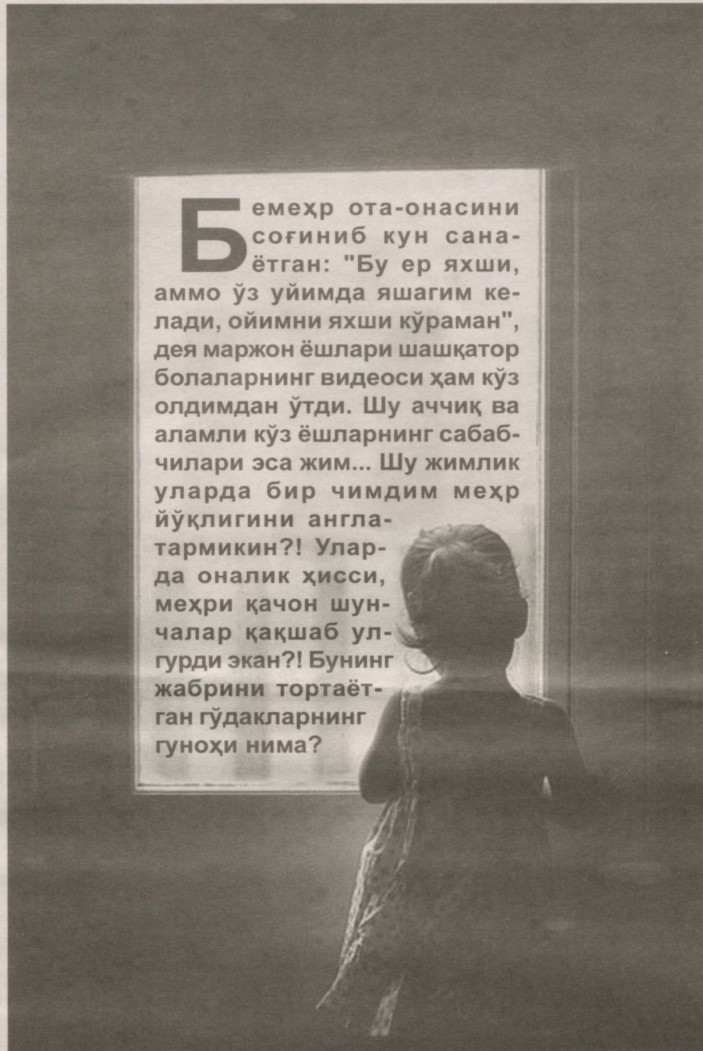 Бемеҳр ота-онасини
соғиниб кун сана-
ётган: "Бу ер яхши,
аммо ўз уйимда яшагим ке-
лади, ойимни яхши кўраман",
дея маржон ёшлари шашқатор
болаларнинг видеоси ҳам кўз
олдимдан ўтди. Шу аччиқ ва
аламли кўз ёшларнинг сабаб-
чилари эса жим... Шу жимлик
уларда бир чимдим меҳр
йўқлигини англа-
тармикин?! Улар-
да оналик ҳисси,
меҳри қачон шун-
чалар қақшаб ул-
гурди экан?! Бунинг
жабрини тортаёт-
ган гўдакларнинг
гуноҳи нима?